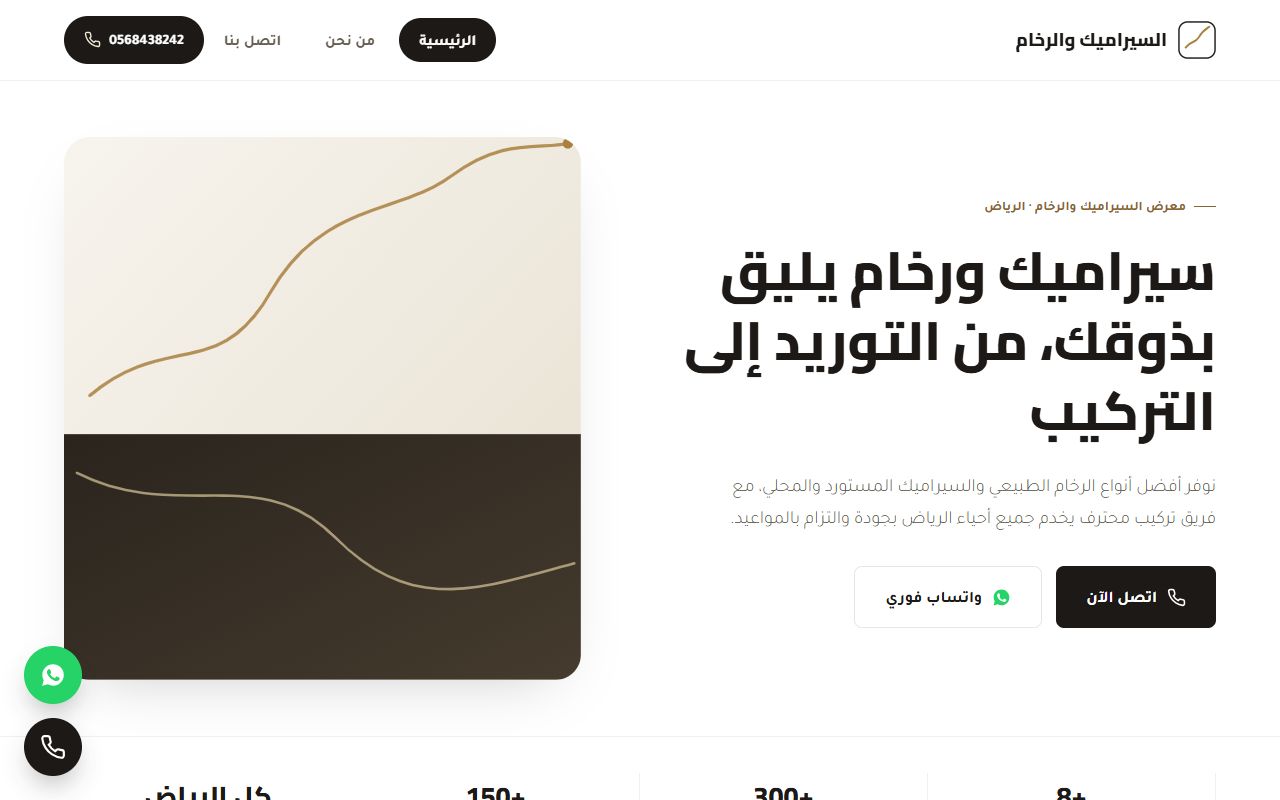 السيراميك والرخام
الرئيسية
من نحن
اتصل بنا
0568438242
معرض السيراميك والرخام · الرياض
سيراميك ورخام يليق
بذوقك، من التوريد إلى
التركيب
نوفر أفضل أنواع الرخام الطبيعي والسيراميك المستورد والمحلي، مع
فريق تركيب محترف يخدم جميع أحياء الرياض بجودة والتزام بالمواعيد.
اتصل الآن
واتساب فوري
+8
+300
+150
كل الرياض